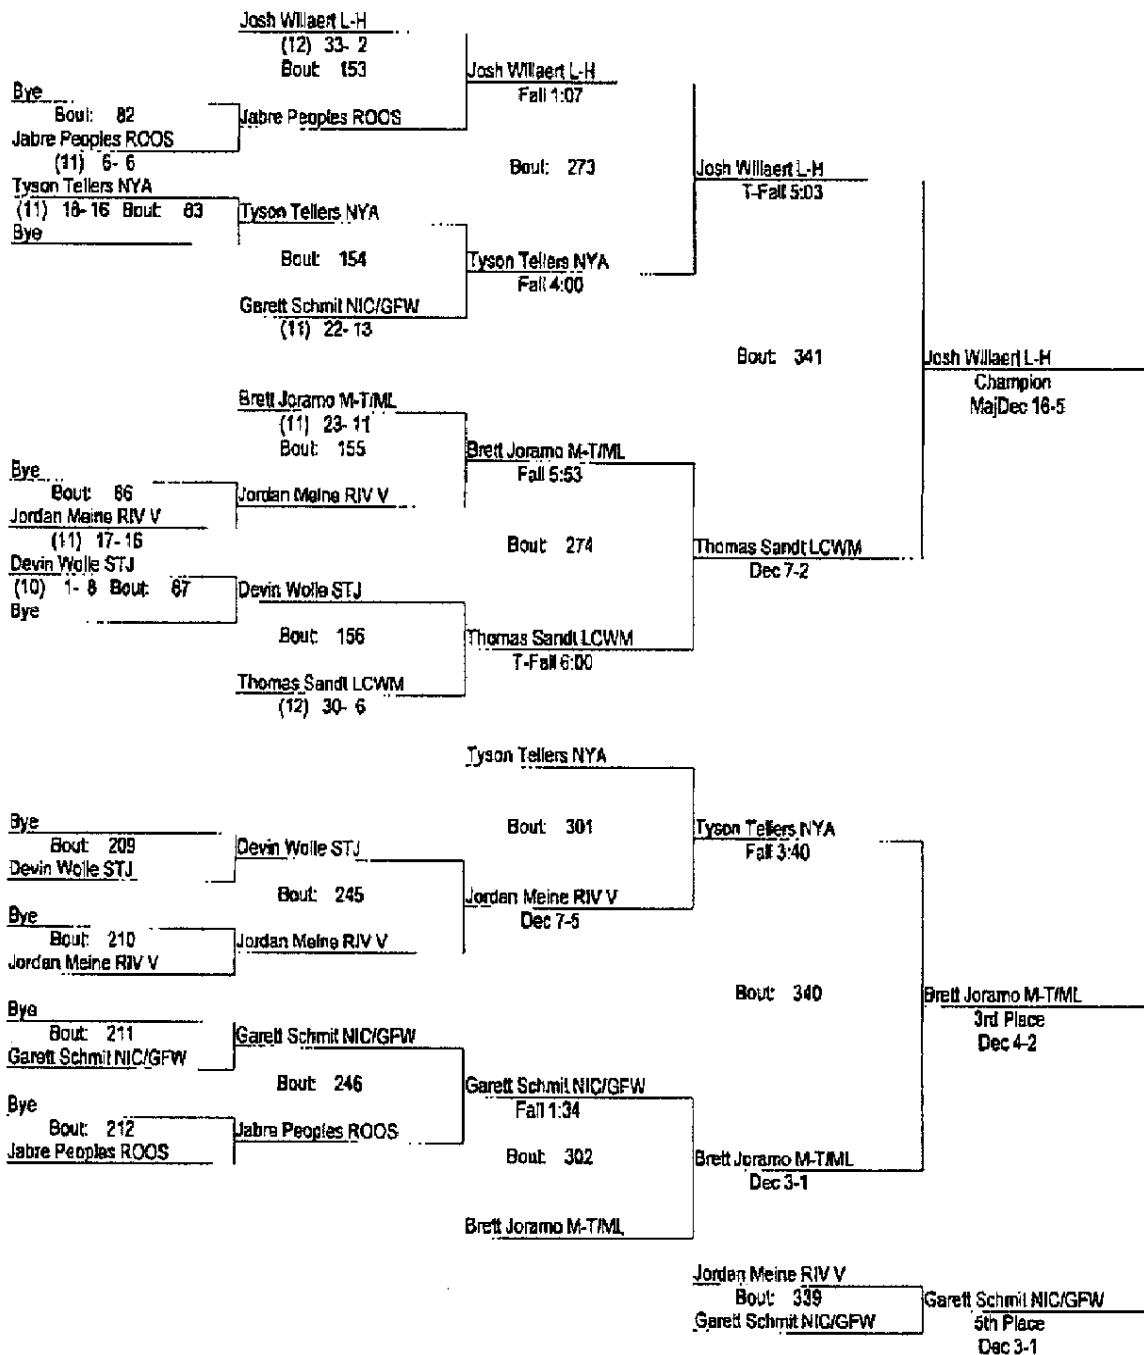 Josh Willaert L-H
(12) 33- 2
Bout: 153
Josh Willaert L-H
Fall 1:07
Bye
Bout: 82
Jabre Peoples ROOS
Jabre Peoples ROOS
(11) 6- 6
Bout: 273
Josh Willaert L-H
T-Fall 5:03
Tyson Tellers NYA
(11) 18- 16 Bout: 83
Tyson Tellers NYA
Bye
Bout: 154
Tyson Tellers NYA
Fall 4:00
Garett Schmit NIC/GFW
(11) 22- 13
Bout: 341
Josh Willaert L-H
Champion
MajDec 16-5
Brett Joramo M-T/ML
(11) 23- 11
Bout: 155
Brett Joramo M-T/ML
Fall 5:53
Bye
Bout: 86
Jordan Meine RIV V
Jordan Meine RIV V
(11) 17- 16
Bout: 274
Thomas Sandt LCWM
Dec 7-2
Devin Wolle STJ
(10) 1- 8 Bout: 87
Devin Wolle STJ
Bye
Bout: 156
Thomas Sandt LCWM
T-Fall 6:00
Thomas Sandt LCWM
(12) 30- 6
Tyson Tellers NYA
Bout: 301
Tyson Tellers NYA
Fall 3:40
Bye
Bout: 209
Devin Wolle STJ
Devin Wolle STJ
Bout: 245
Jordan Meine RIV V
Dec 7-5
Bye
Bout: 210
Jordan Meine RIV V
Jordan Meine RIV V
Bout: 340
Brett Joramo M-T/ML
3rd Place
Dec 4-2
Bye
Bout: 211
Garett Schmit NIC/GFW
Garett Schmit NIC/GFW
Bout: 246
Garett Schmit NIC/GFW
Fall 1:34
Bye
Bout: 212
Jabre Peoples ROOS
Jabre Peoples ROOS
Bout: 302
Brett Joramo M-T/ML
Dec 3-1
Brett Joramo M-T/ML
Jordan Meine RIV V
Bout: 339
Garett Schmit NIC/GFW
Garett Schmit NIC/GFW
5th Place
Dec 3-1